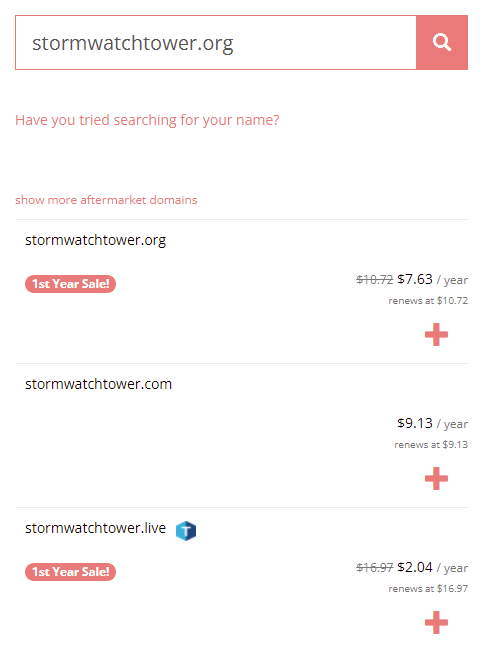 stormwatchtower.org
Have you tried searching for your name?
show more aftermarket domains
stormwatchtower.org
1st Year Sale!
$10.72 $7.63 / year
renews at $10.72
stormwatchtower.com
$9.13 / year
renews at $9.13
stormwatchtower.live
1st Year Sale!
$16.97 $2.04 / year
renews at $16.97